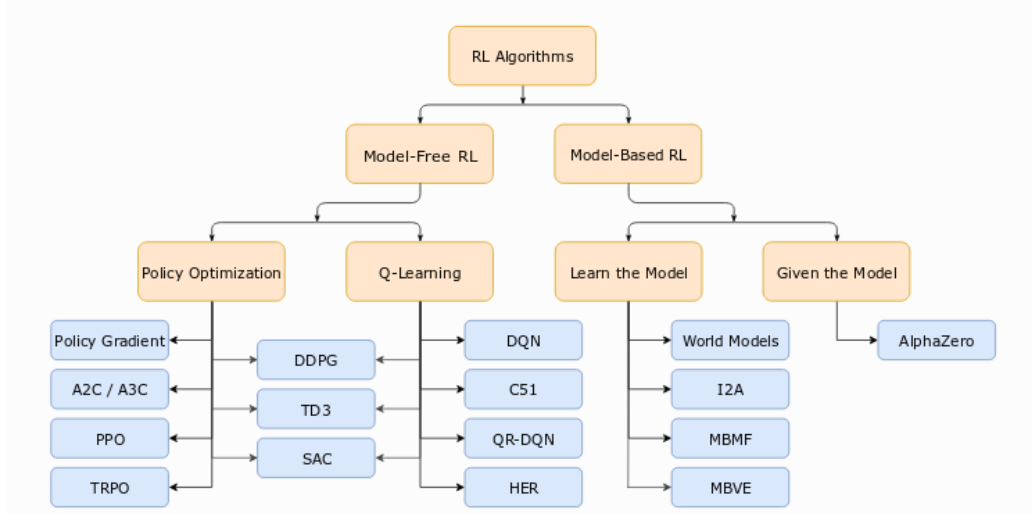 RL Algorithms
Model-Free RL
Model-Based RL
Policy Optimization
Q-Learning
Learn the Model
Given the Model
Policy Gradient
DDPG
DQN
World Models
AlphaZero
A2C / A3C
TD3
C51
I2A
PPO
SAC
QR-DQN
MBMF
TRPO
HER
MBVE